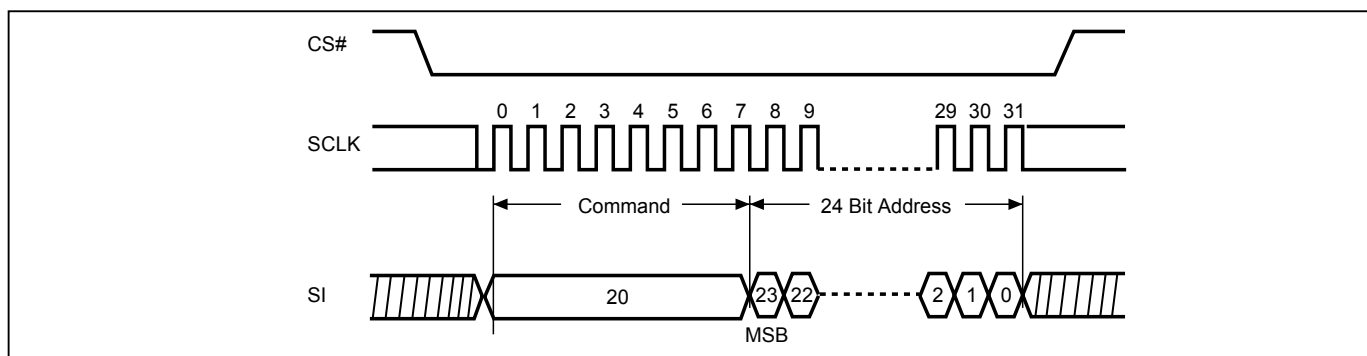 CS#
0 1 2 3 4 5 6 7 8 9 29 30 31
SCLK
Command 24 Bit Address
SI 20 23 22 2 1 0
MSB